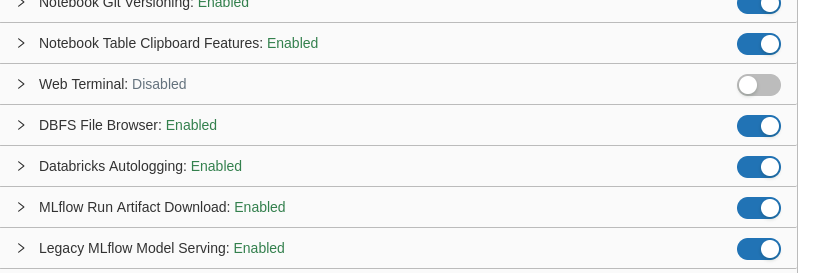 Notebook Git Versioning: Enabled
Notebook Table Clipboard Features: Enabled
Web Terminal: Disabled
DBFS File Browser: Enabled
Databricks Autologging: Enabled
MLflow Run Artifact Download: Enabled
Legacy MLflow Model Serving: Enabled